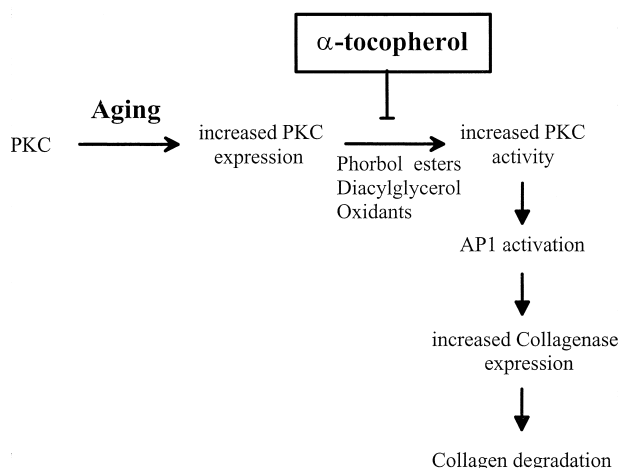 α-tocopherol
Aging
PKC
increased PKC
expression
Phorbol esters
Diacylglycerol
Oxidants
increased PKC
activity
AP1 activation
increased Collagenase
expression
Collagen degradation